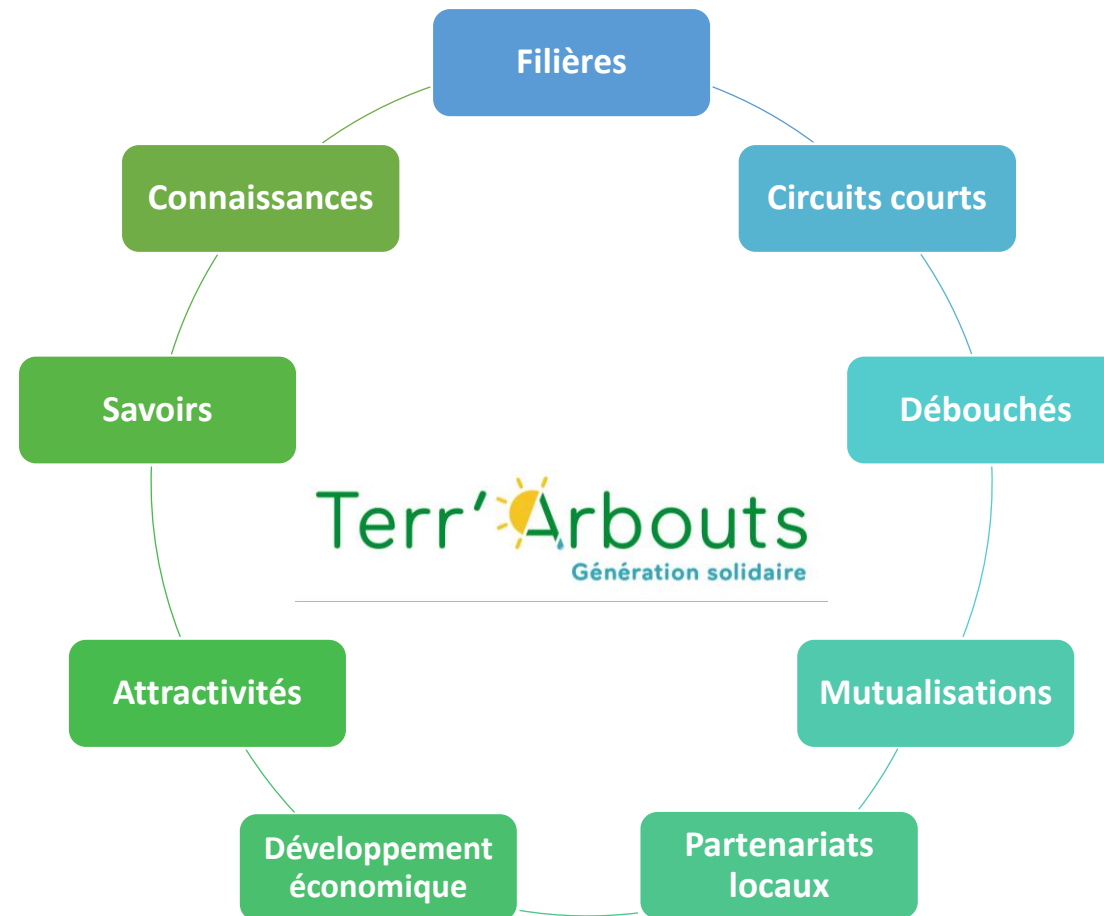 Filières
Connaissances
Circuits courts
Savoirs
Débouchés
Terr'Arbouts
Génération solidaire
Attractivités
Mutualisations
Développement
économique
Partenariats
locaux